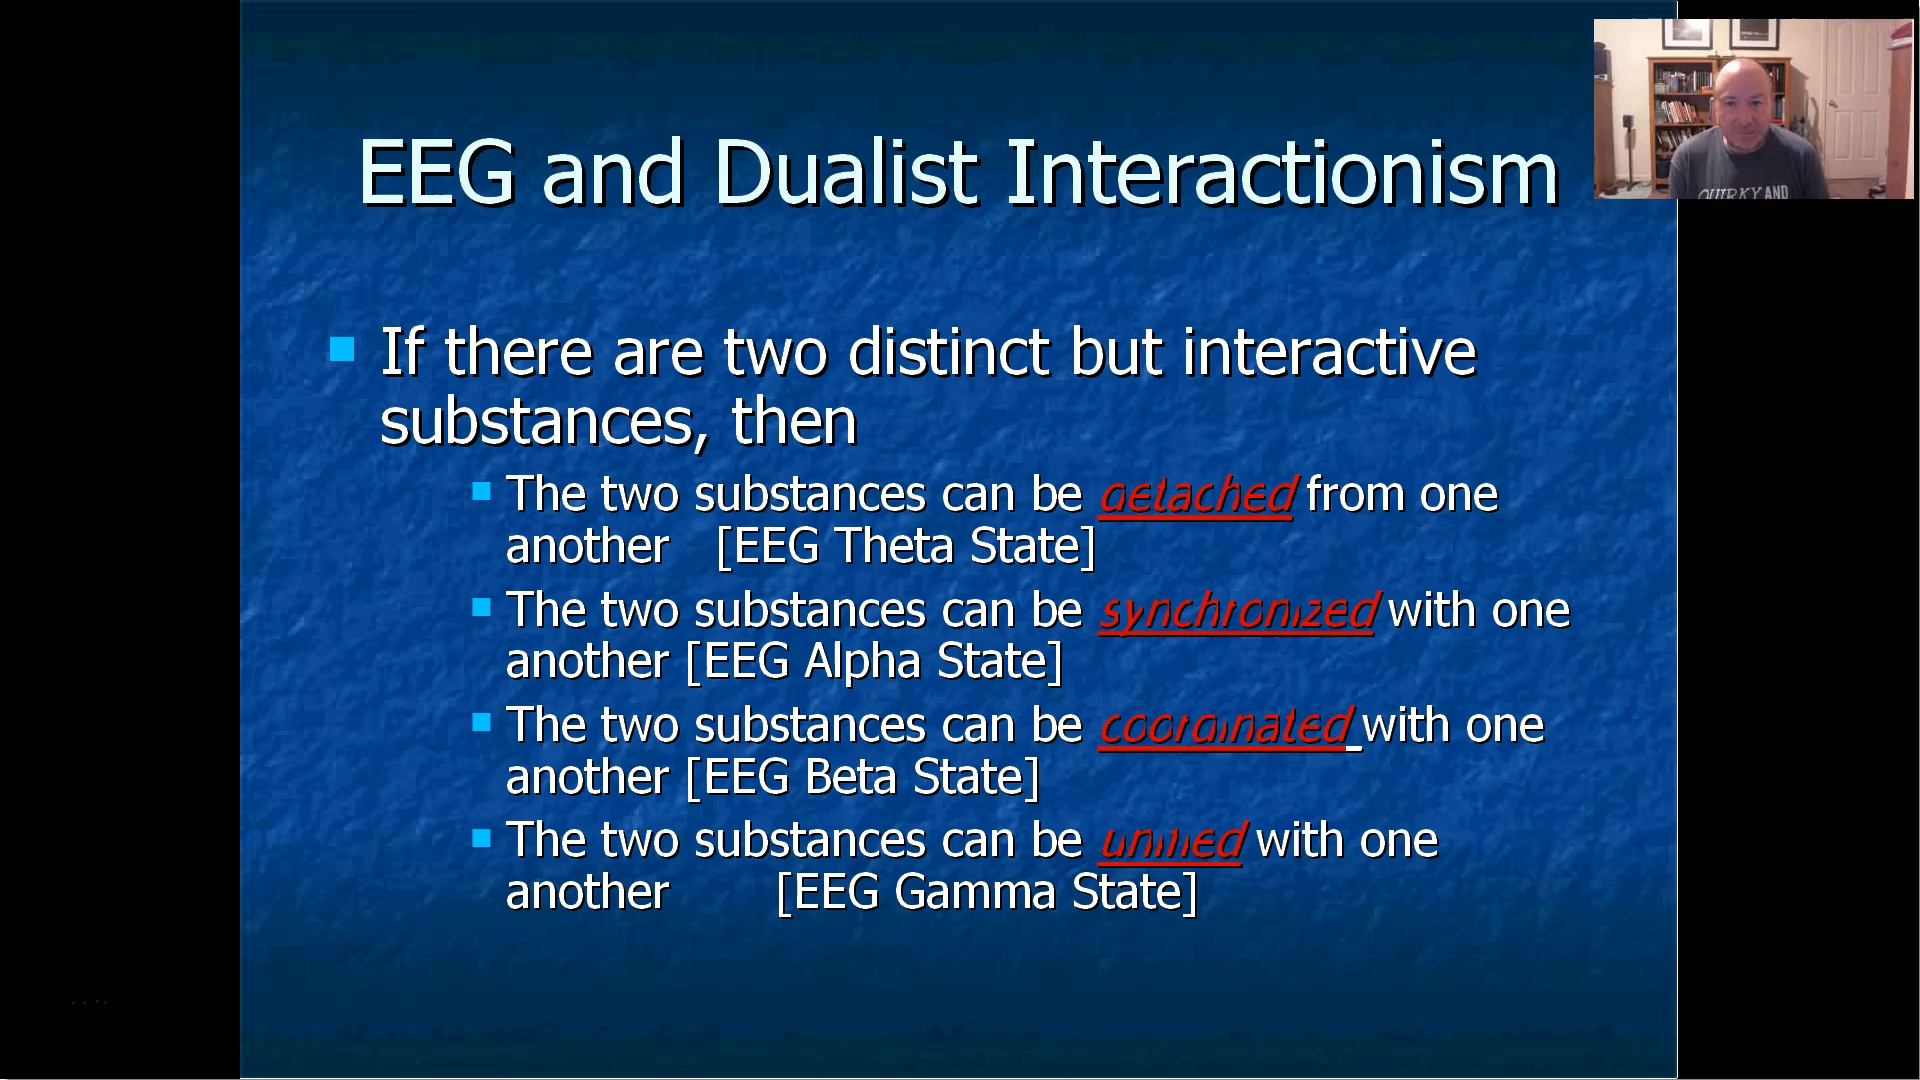 EEG and Dualist Interactionism
If there are two distinct but interactive
substances, then
The two substances can be detached from one
another [EEG Theta State]
The two substances can be synchronized with one
another [EEG Alpha State]
The two substances can be coordinated with one
another [EEG Beta State]
The two substances can be unified with one
another [EEG Gamma State]
QUIRKY AND